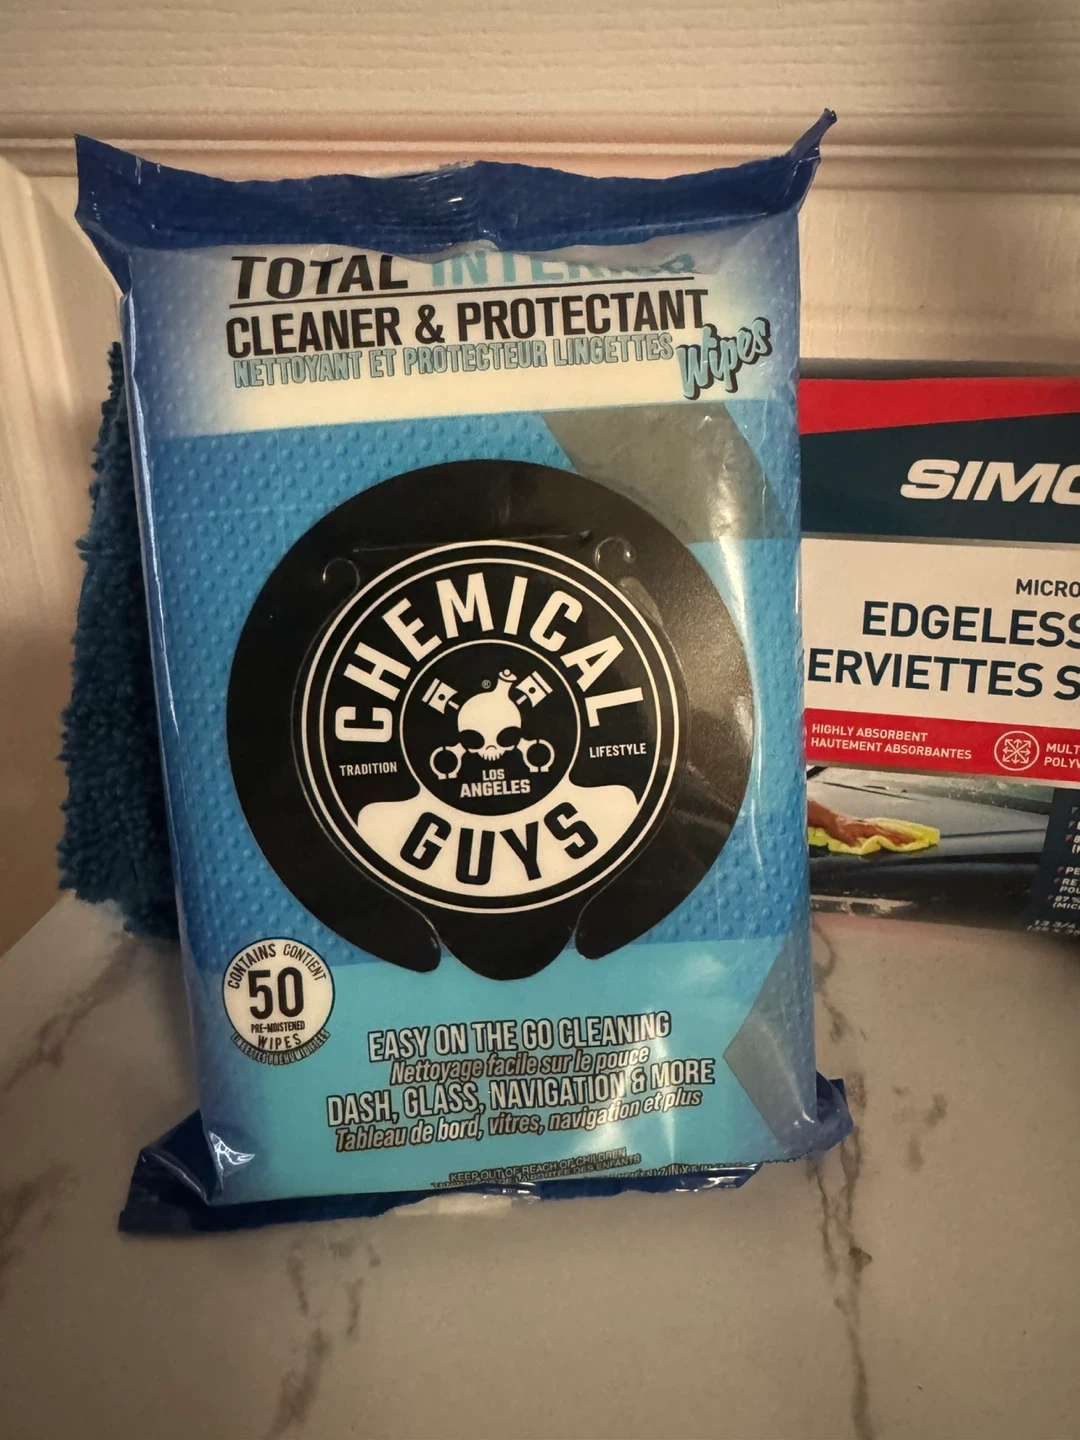 TOTAL INTERIOR
CLEANER & PROTECTANT
Wipes
NETTOYANT ET PROTECTEUR LINGETTES
CHEMICAL
®
TRADITION
LIFESTYLE
LOS
ANGELES
GUYS
CONTAINS CONTIENT
50
PRE-MOISTENED
WIPES
LINGETTES PRÉHUMIDIFIÉES
EASY ON THE GO CLEANING
Nettoyage facile sur le pouce
DASH, GLASS, NAVIGATION & MORE
Tableau de bord, vitres, navigation et plus
KEEP OUT OF REACH OF CHILDREN
SIMO
MICRO
EDGELESS
ERVIETTES S
HIGHLY ABSORBENT
HAUTEMENT ABSORBANTES
MULT
POLYV